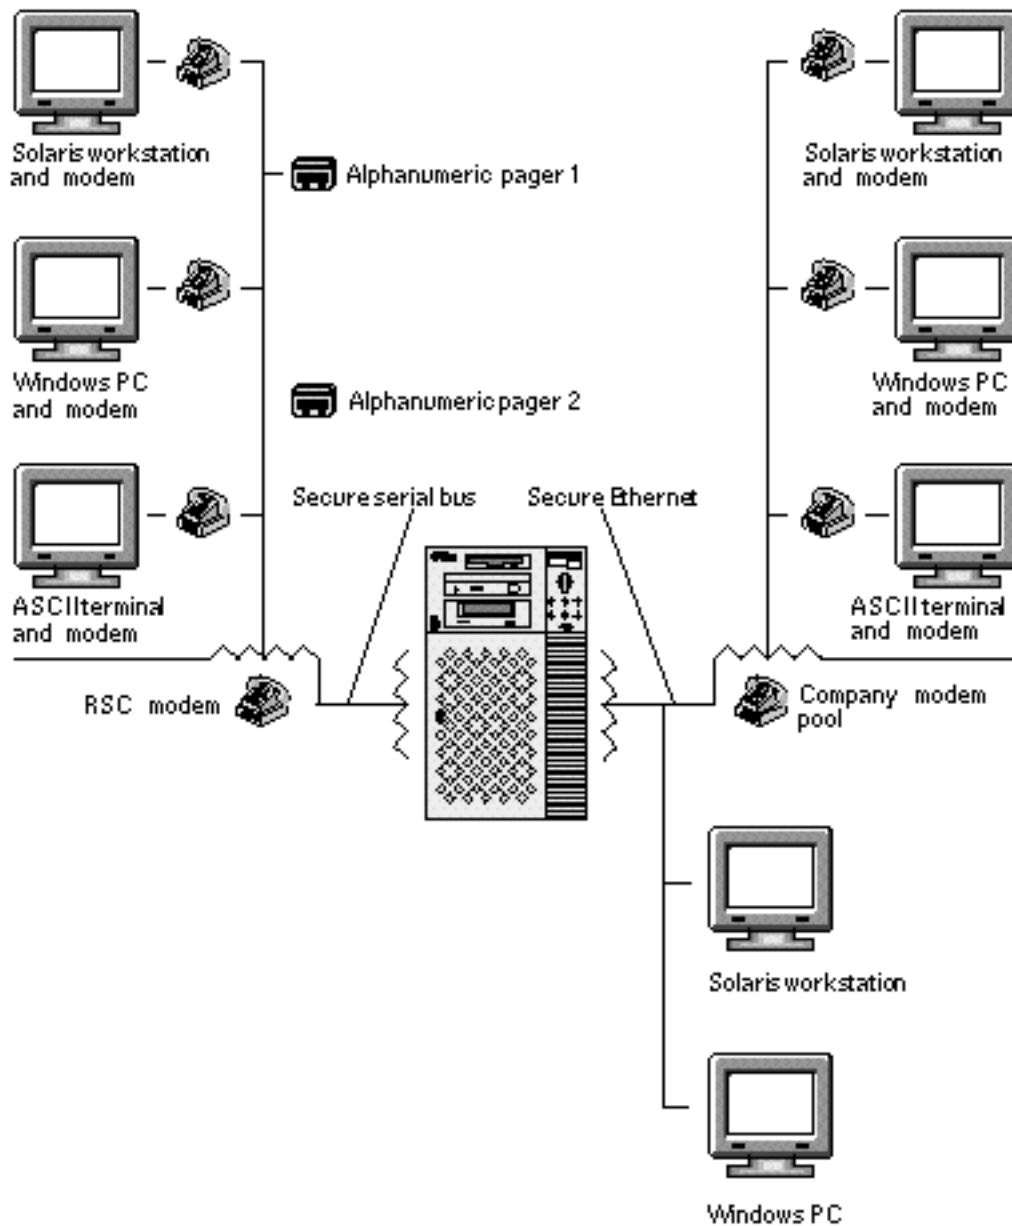 Solaris workstation
and modem
Solaris workstation
and modem
Alphanumeric pager 1
Windows PC
and modem
Windows PC
and modem
Alphanumeric pager 2
Secure serial bus
Secure Ethernet
ASCII terminal
and modem
ASCII terminal
and modem
RSC modem
Company modem
pool
Solaris workstation
Windows PC